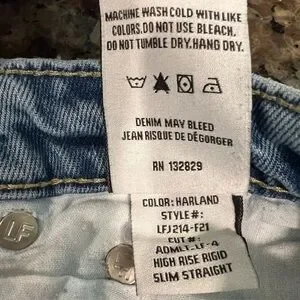 MACHINE WASH COLD WITH LIKE
COLORS.DO NOT USE BLEACH.
DO NOT TUMBLE DRY.HANG DRY.
DENIM MAY BLEED
JEAN RISQUE DE DÉGORGER
RN 132829
COLOR: HARLAND
STYLE#:
LFJ214-F21
CUT #:
ADMLT-LF-4
HIGH RISE RIGID
SLIM STRAIGHT
LF